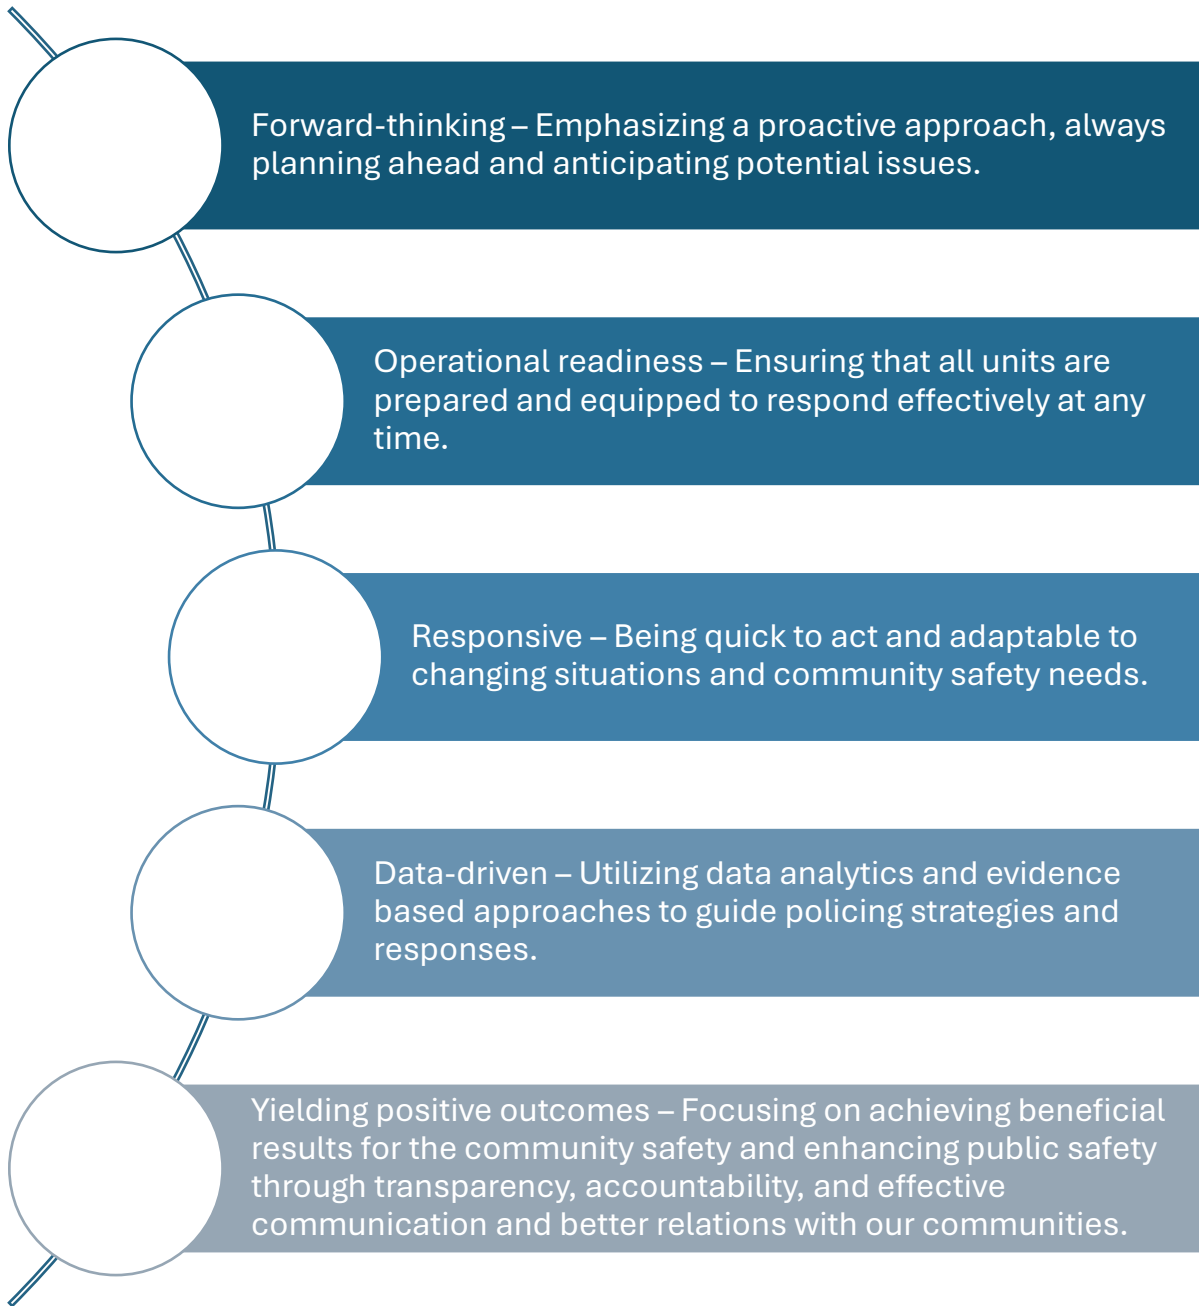 Forward-thinking – Emphasizing a proactive approach, always
planning ahead and anticipating potential issues.
Operational readiness – Ensuring that all units are
prepared and equipped to respond effectively at any
time.
Responsive – Being quick to act and adaptable to
changing situations and community safety needs.
Data-driven – Utilizing data analytics and evidence
based approaches to guide policing strategies and
responses.
Yielding positive outcomes – Focusing on achieving beneficial
results for the community safety and enhancing public safety
through transparency, accountability, and effective
communication and better relations with our communities.